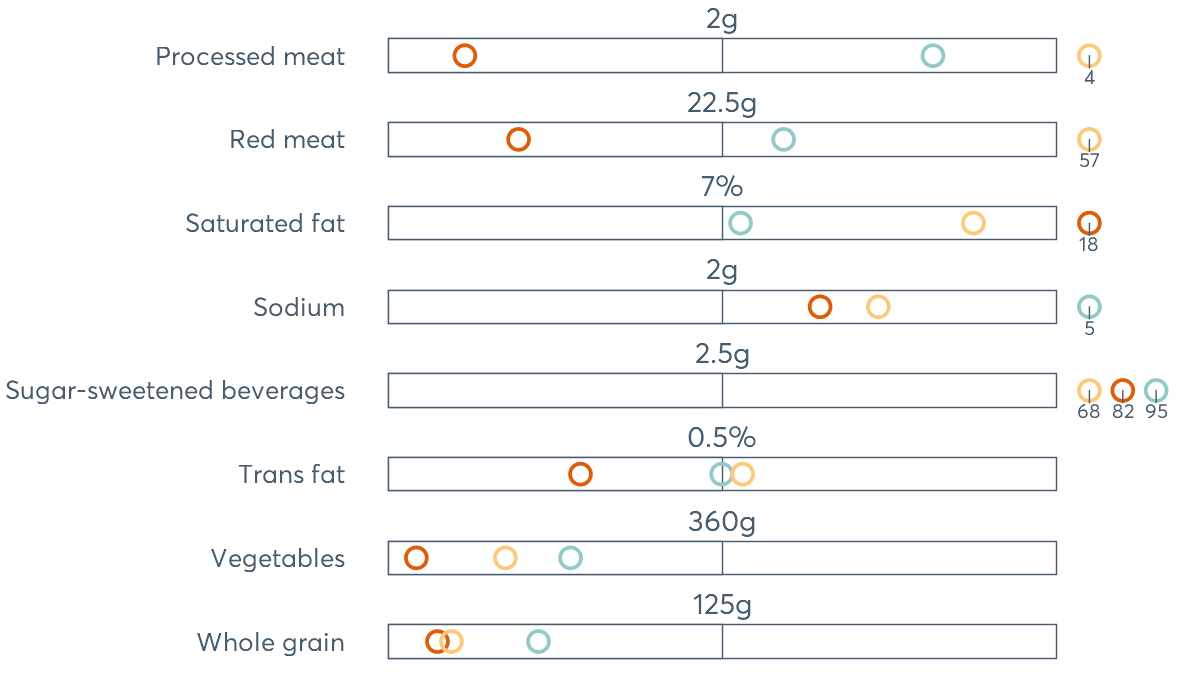 2g
Processed meat
4
22.5g
Red meat
57
7%
Saturated fat
18
2g
Sodium
5
2.5g
Sugar-sweetened beverages
68 82 95
0.5%
Trans fat
360g
Vegetables
125g
Whole grain